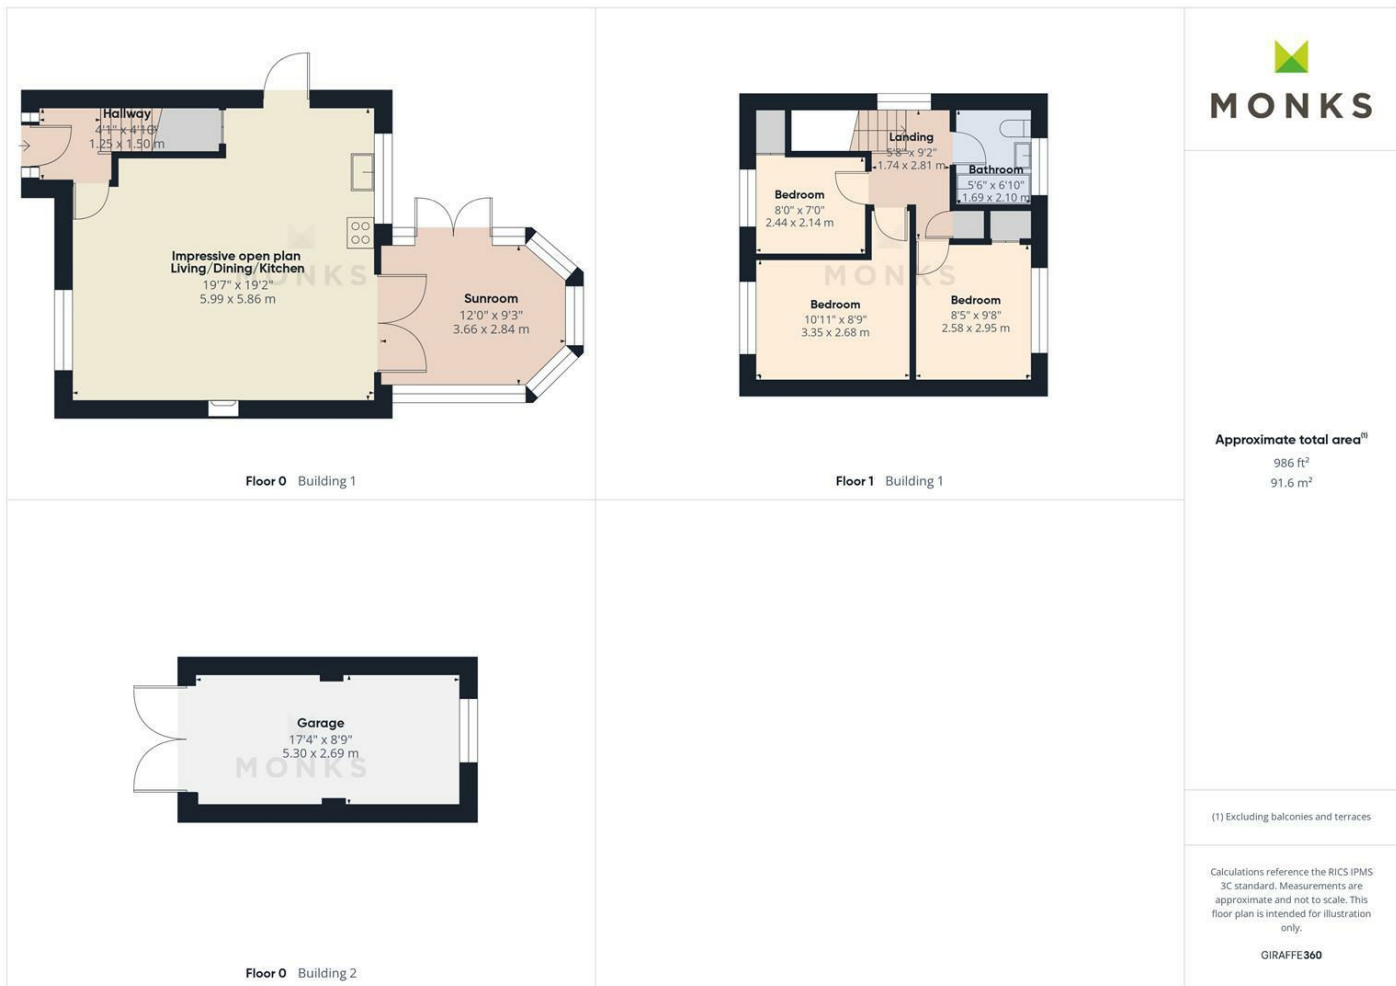 Hallway
4'1" x 4'10"
1.25 x 1.50 m
Impressive open plan
Living/Dining/Kitchen
19'7" x 19'2"
5.99 x 5.86 m
MONKS
Sunroom
12'0" x 9'3"
3.66 x 2.84 m
Floor 0 Building 1
Landing
5'8" x 9'2"
1.74 x 2.81 m
Bathroom
5'6" x 6'10"
1.69 x 2.10 m
Bedroom
8'0" x 7'0"
2.44 x 2.14 m
MONKS
Bedroom
10'11" x 8'9"
3.35 x 2.68 m
Bedroom
8'5" x 9'8"
2.58 x 2.95 m
Floor 1 Building 1
Garage
17'4" x 8'9"
5.30 x 2.69 m
MONKS
Floor 0 Building 2
MONKS
Approximate total area(1)
986 ft²
91.6 m²
(1) Excluding balconies and terraces
Calculations reference the RICS IPMS
3C standard. Measurements are
approximate and not to scale. This
floor plan is intended for illustration
only.
GIRAFFE360